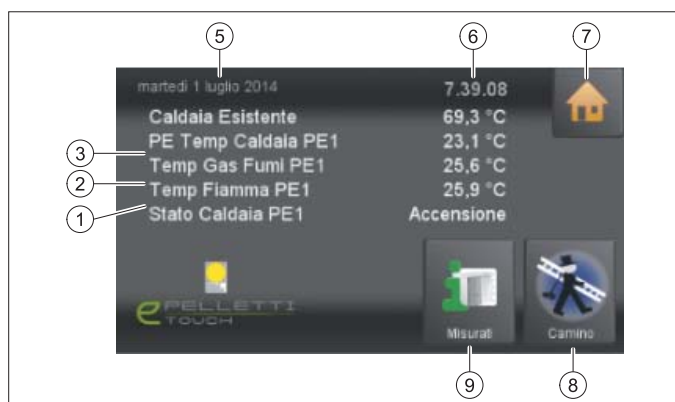 5 6 7
martedì 1 luglio 2014 7.39.08
Caldaia Esistente 69,3 °C
PE Temp Caldaia PE1 23,1 °C
3
Temp Gas Fumi PE1 25,6 °C
2
Temp Fiamma PE1 25,9 °C
1
Stato Caldaia PE1 Accensione
e PELLETTI
TOUCH
i
Misurati Camino
9 8